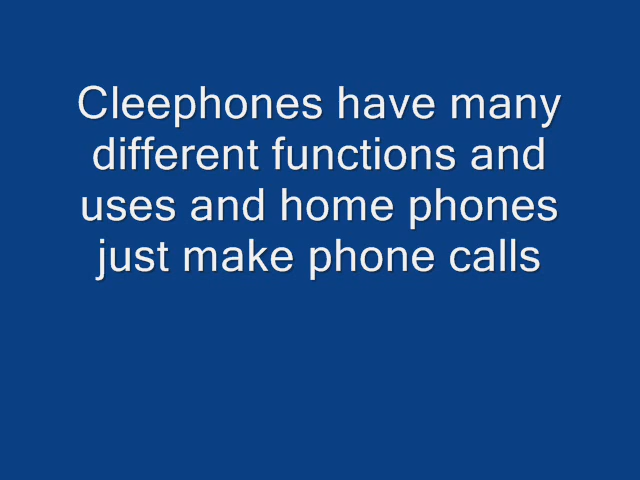 Cleephones have many
different functions and
uses and home phones
just make phone calls